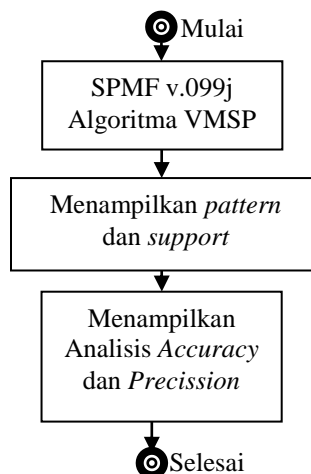 Mulai
SPMF v.099j
Algoritma VMSP
Menampilkan pattern
dan support
Menampilkan
Analisis Accuracy
dan Precission
Selesai